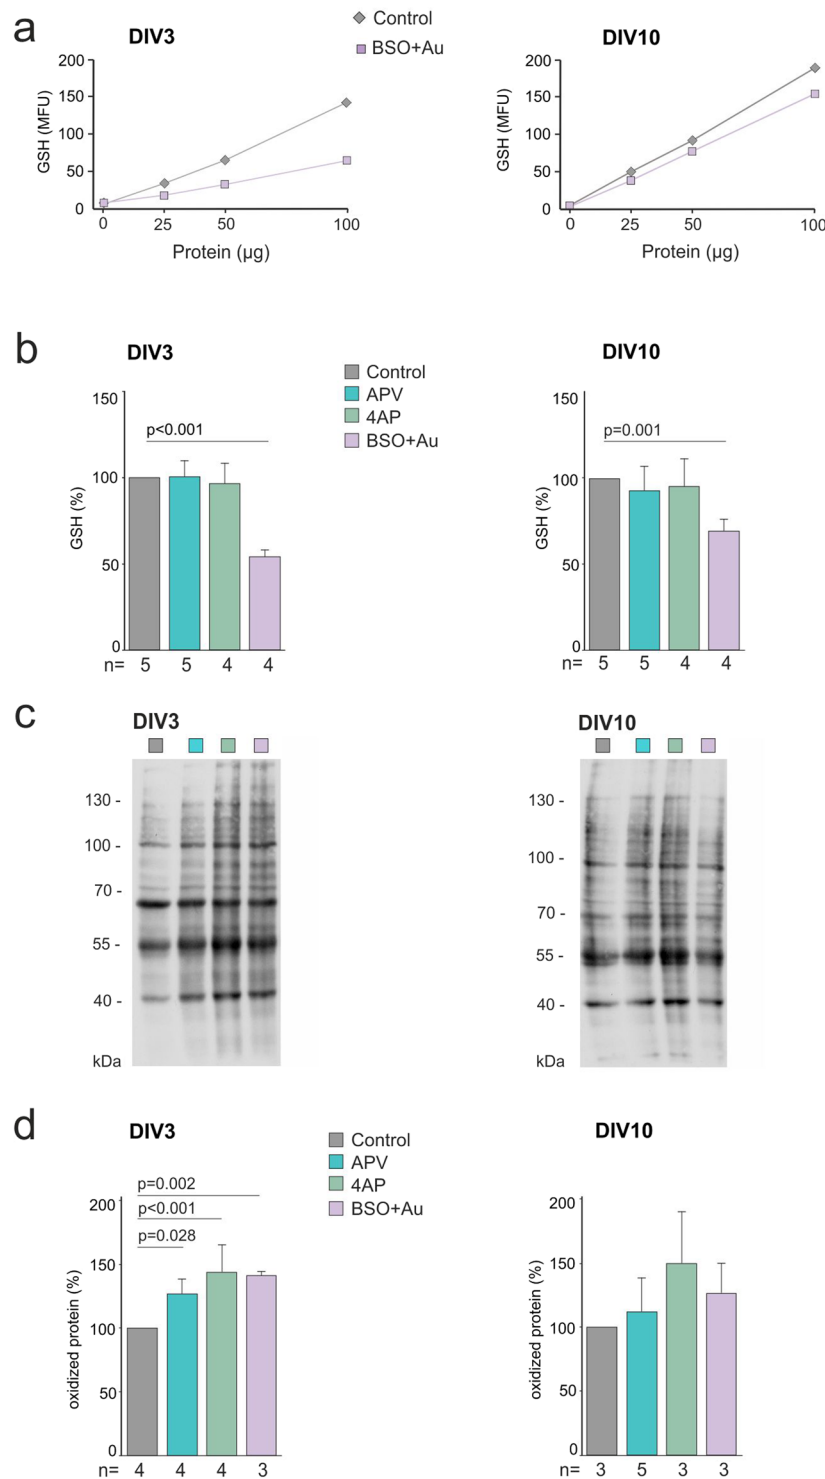 a
DIV3
Control
BSO+Au
DIV10
GSH (MFU)
200
150
100
50
0
0 25 50 100
Protein (µg)
GSH (MFU)
200
150
100
50
0
0 25 50 100
Protein (µg)
b
DIV3
Control
APV
4AP
BSO+Au
DIV10
GSH (%)
150
100
50
0
p<0.001
n= 5 5 4 4
GSH (%)
150
100
50
0
p=0.001
n= 5 5 4 4
c
DIV3
130 -
100 -
70 -
55 -
40 -
kDa
DIV10
130 -
100 -
70 -
55 -
40 -
kDa
d
DIV3
Control
APV
4AP
BSO+Au
DIV10
oxidized protein (%)
200
150
100
50
0
p=0.002
p<0.001
p=0.028
n= 4 4 4 3
oxidized protein (%)
200
150
100
50
0
n= 3 5 3 3